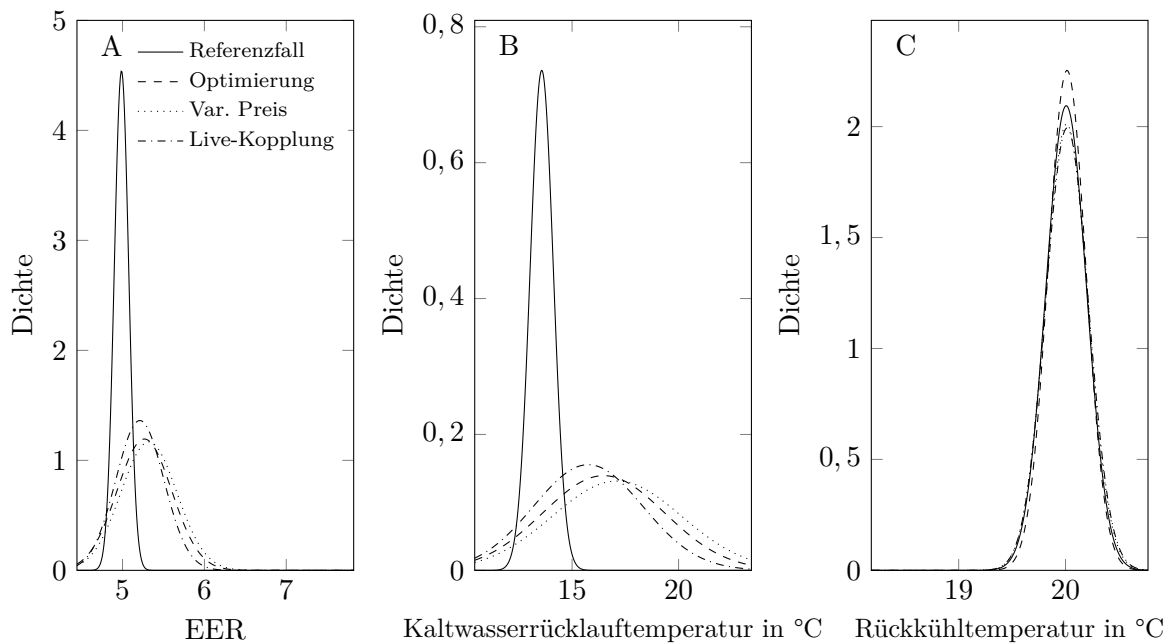 A
Referenzfall
Optimierung
Var. Preis
Live-Kopplung
5
4
3
2
1
0
Dichte
5 6 7
EER
B
0,8
0,6
0,4
0,2
0
Dichte
15 20
Kaltwasserrücklauftemperatur in °C
C
2
1,5
1
0,5
0
Dichte
19 20
Rückkühltemperatur in °C